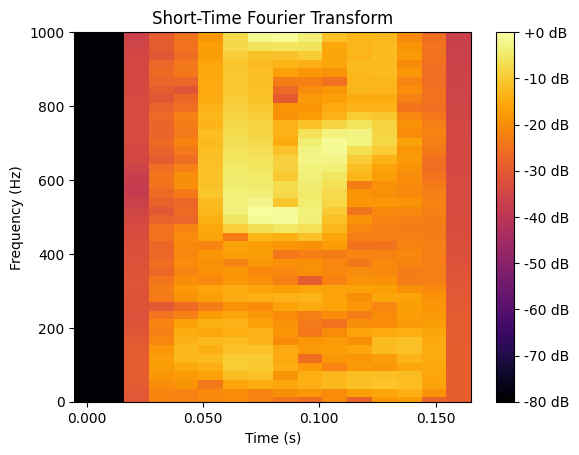 Short-Time Fourier Transform
1000
800
600
400
200
0
Frequency (Hz)
0.000
0.050
0.100
0.150
Time (s)
+0 dB
-10 dB
-20 dB
-30 dB
-40 dB
-50 dB
-60 dB
-70 dB
-80 dB